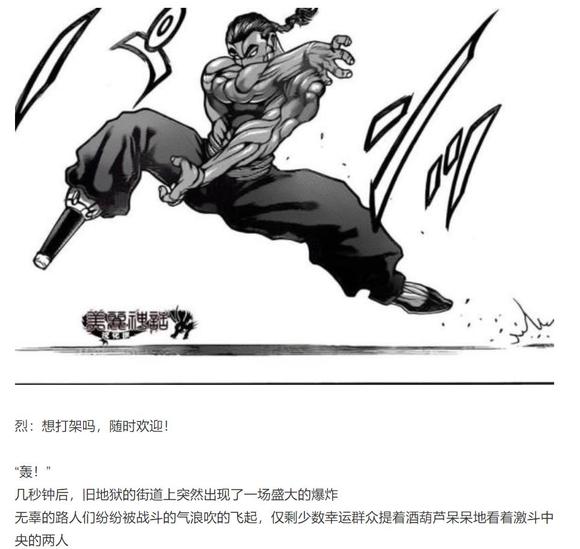 美麗神話
烈：想打架吗，随时欢迎！
“轰！”
几秒钟后，旧地狱的街道上突然出现了一场盛大的爆炸
无辜的路人们纷纷被战斗的气浪吹的飞起，仅剩少数幸运群众提着酒葫芦呆呆地看着激斗中
央的两人